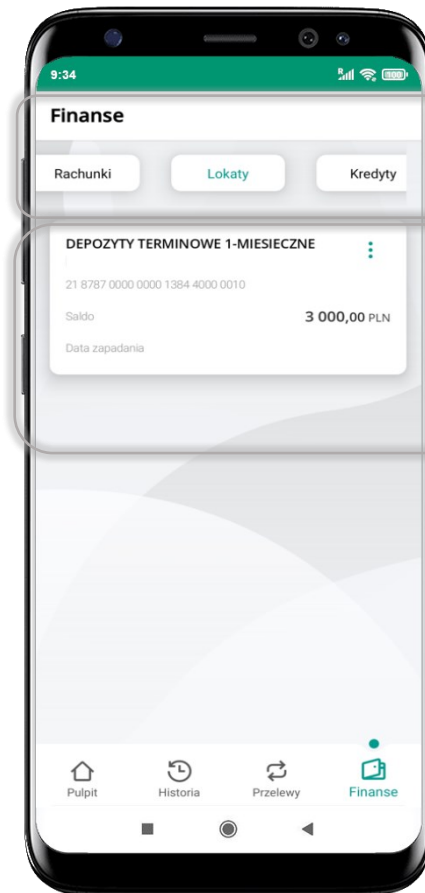 9:34
R
100
Finanse
Rachunki
Lokaty
Kredyty
DEPOZYTY TERMINOWE 1-MIESIECZNE
21 8787 0000 0000 1384 4000 0010
Saldo
3 000,00 PLN
Data zapadania
Pulpit
Historia
Przelewy
Finanse